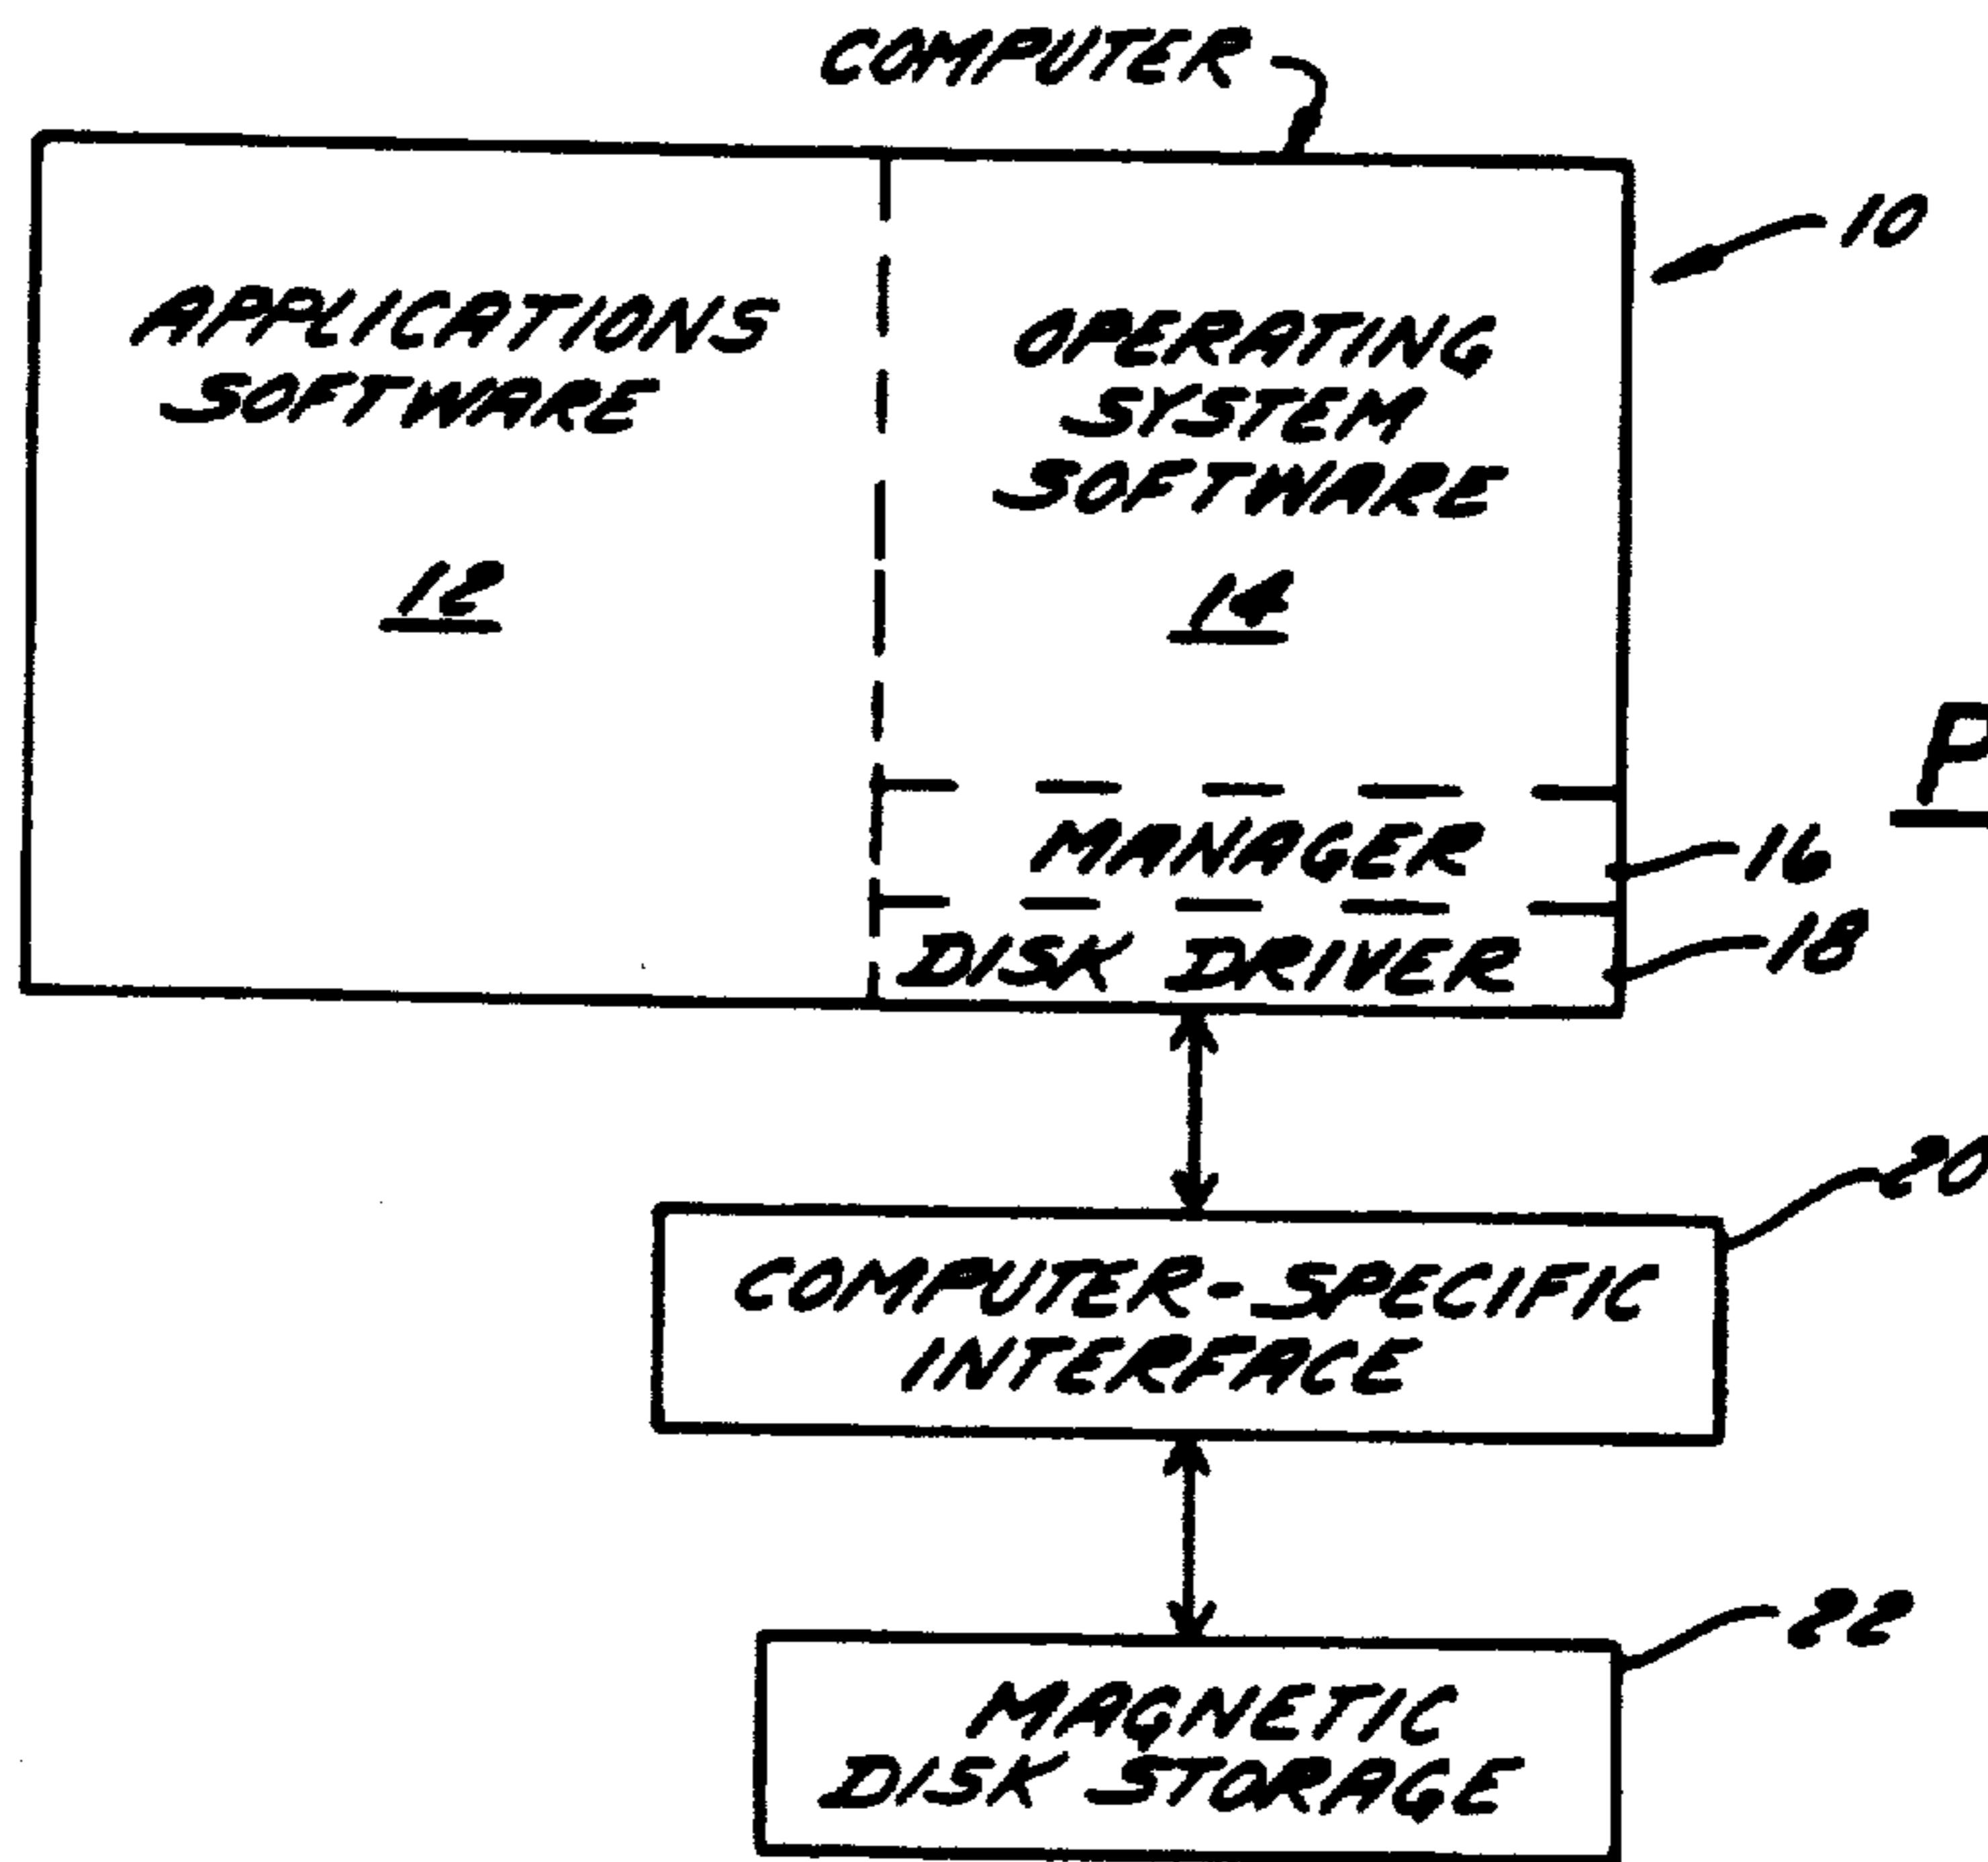 COMPUTER
10
APPLICATIONS
SOFTWARE
12
OPERATING
SYSTEM
SOFTWARE
14
P
MANAGER
16
DISK DRIVER
18
20
COMPUTER-SPECIFIC
INTERFACE
22
MAGNETIC
DISK STORAGE